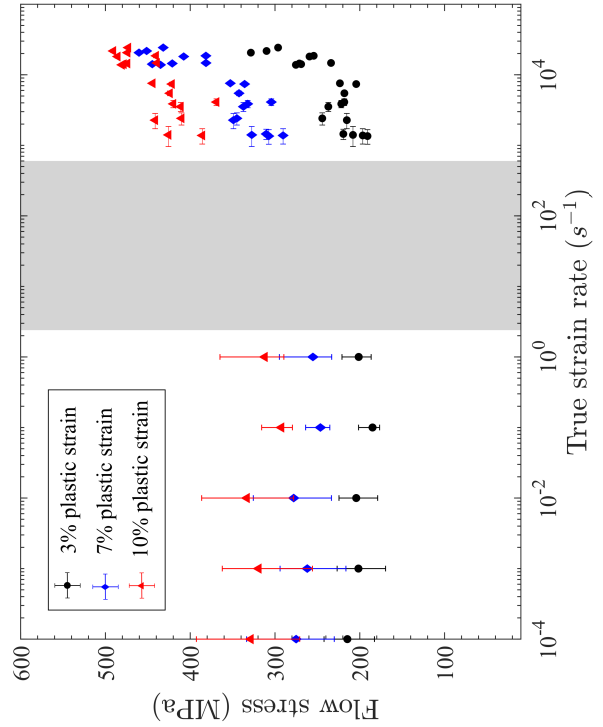 600
500
400
300
200
100
Flow stress (MPa)
3% plastic strain
7% plastic strain
10% plastic strain
10^-4
10^-2
10^0
10^2
10^4
True strain rate (s^-1)